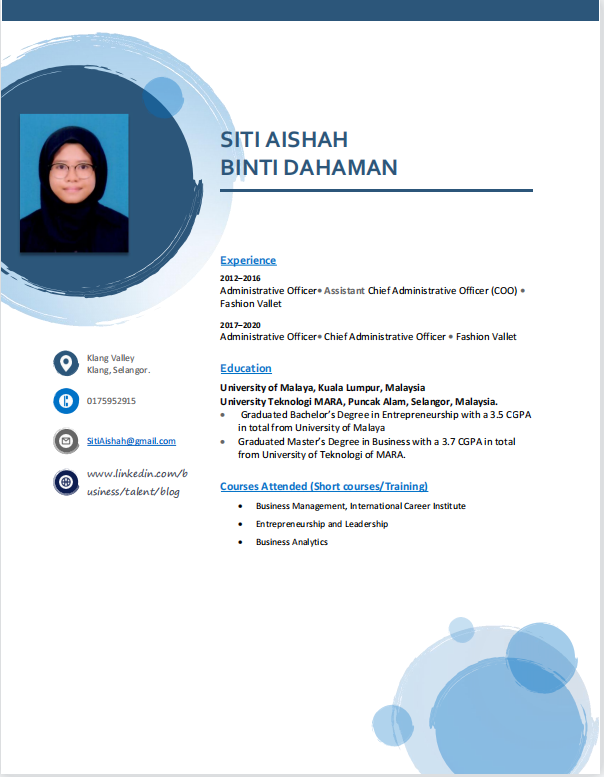 SITI AISHAH
BINTI DAHAMAN
Experience
2012–2016
Administrative Officer• Assistant Chief Administrative Officer (COO) •
Fashion Vallet
2017–2020
Administrative Officer• Chief Administrative Officer • Fashion Vallet
Education
University of Malaya, Kuala Lumpur, Malaysia
University Teknologi MARA, Puncak Alam, Selangor, Malaysia.
• Graduated Bachelor's Degree in Entrepreneurship with a 3.5 CGPA
in total from University of Malaya
• Graduated Master's Degree in Business with a 3.7 CGPA in total
from University of Teknologi of MARA.
Courses Attended (Short courses/Training)
• Business Management, International Career Institute
• Entrepreneurship and Leadership
• Business Analytics
Klang Valley
Klang, Selangor.
0175952915
SitiAishah@gmail.com
www.linkedin.com/b
usiness/talent/blog